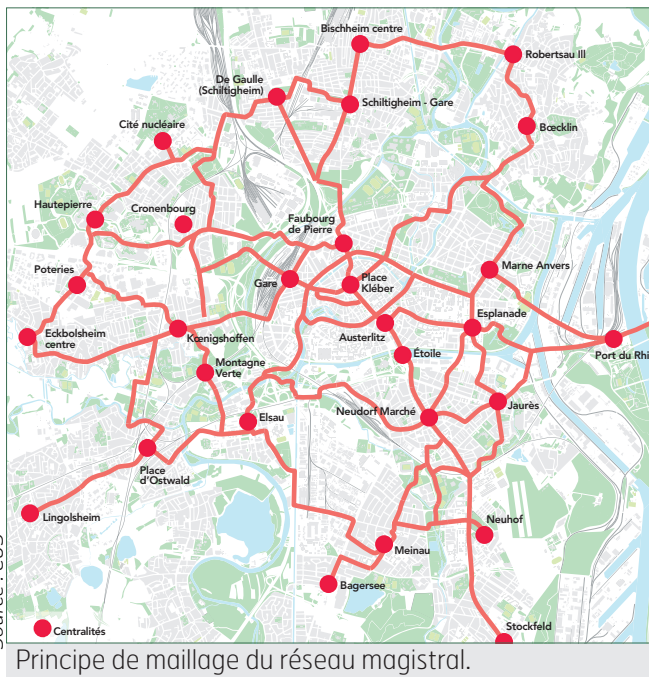 Bischheim centre
Robertsau Ill
De Gaulle
(Schiltigheim)
Schiltigheim - Gare
Cité nucléaire
Bœcklin
Hautepierre
Cronenbourg
Faubourg
de Pierre
Poteries
Gare
Place
Kléber
Marne Anvers
Esplanade
Eckbolsheim
centre
Kœnigshoffen
Austerlitz
Port du Rhi
Montagne
Verte
Étoile
Elsau
Neudorf Marché
Jaurès
Place
d'Ostwald
Lingolsheim
Neuhof
Meinau
Bagersee
Stockfeld
Centralités
Principe de maillage du réseau magistral.